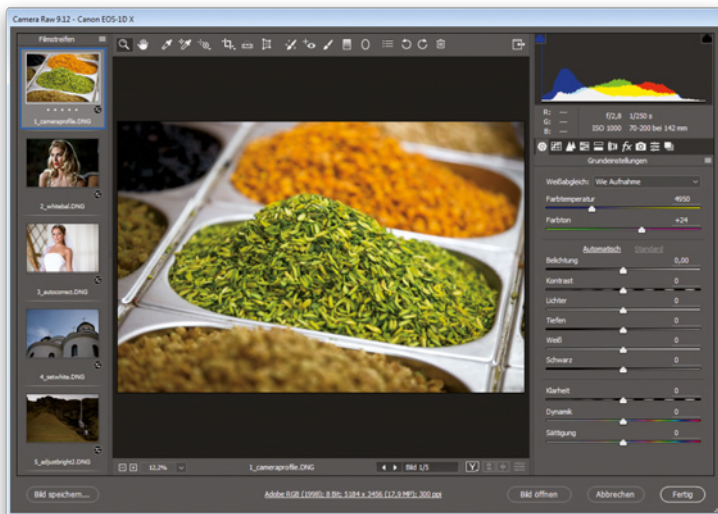 Camera Raw 9.12 - Canon EOS-1D X
Filmstreifen
1_cameraprofile.DNG
2_whitebal.DNG
3_autocorrect.DNG
4_setwhite.DNG
5_adjustbright2.DNG
12,2%
1_cameraprofile.DNG
Bild 1/5
R: ---
G: ---
B: ---
f/2,8 1/250 s
ISO 1000 70-200 bei 142 mm
fx
Grundeinstellungen
Weißabgleich: Wie Aufnahme
Farbtemperatur 4950
Farbton +24
Automatisch Standard
Belichtung 0,00
Kontrast 0
Lichter 0
Tiefen 0
Weiß 0
Schwarz 0
Klarheit 0
Dynamik 0
Sättigung 0
Bild speichern...
Adobe RGB (1998); 8 Bit; 5184 x 3456 (17,9 MP); 300 ppi
Bild öffnen
Abbrechen
Fertig